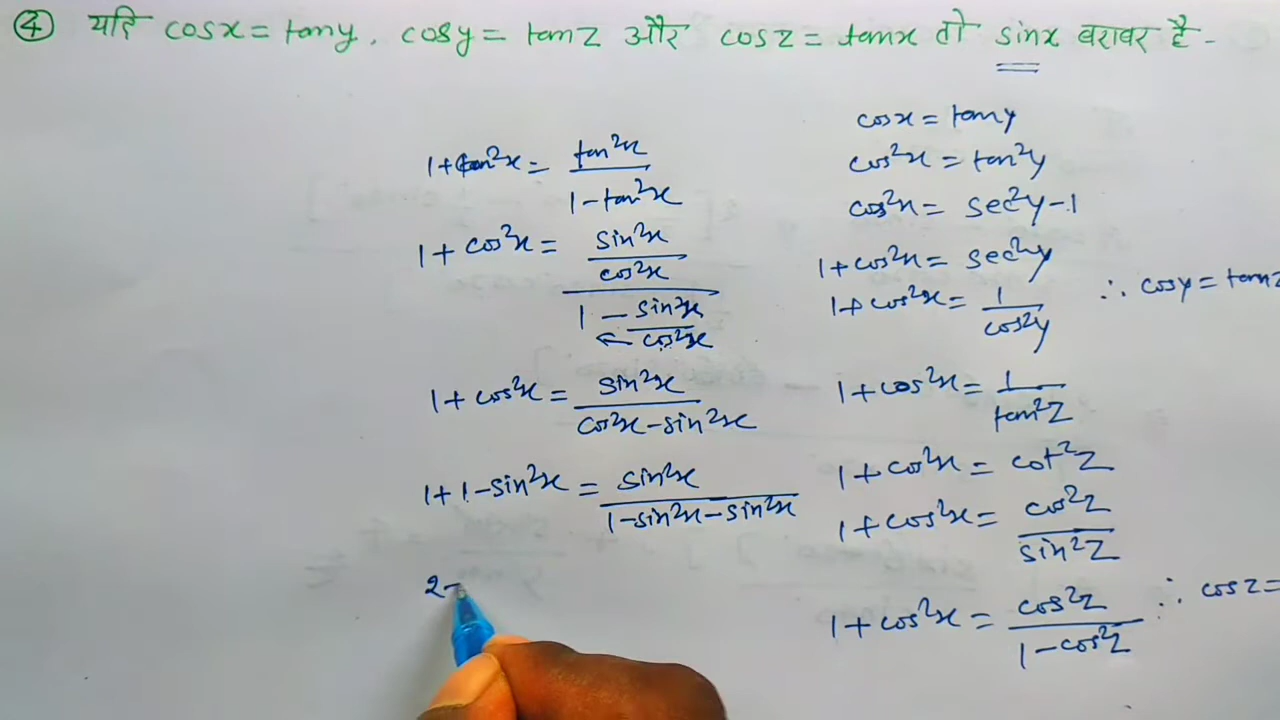 ④ यदि cosx = tany, cosy = tanz और cosz = tanx तो sinx बराबर है -
cosx = tany
cos²x = tan²y
cos²x = sec²y-1
1+cos²x = sec²y
1+cos²x = 1/cos²y ∴ cosy = tanz
1+cos²x = 1/tan²z
1+cos²x = cot²z
1+cos²x = cos²z/sin²z
1+cos²x = cos²z/1-cos²z ∴ cosz =
1+tan²x = tan²x/1-tan²x
1+cos²x = sin²x/cos²x / 1 - sin²x/cos²x
1+cos²x = sin²x/cos²x-sin²x
1+1-sin²x = sin²x/1-sin²x-sin²x
2-